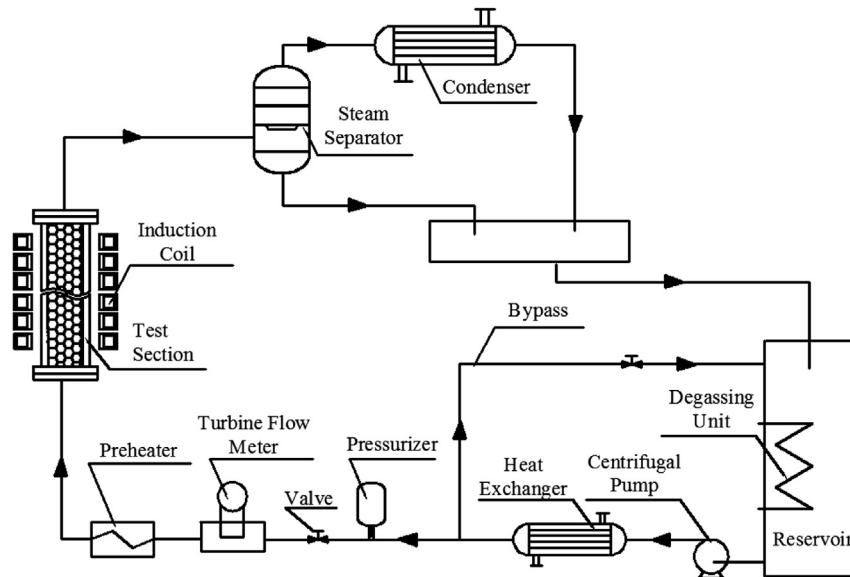 Condenser
Steam
Separator
Induction
Coil
Test
Section
Bypass
Degassing
Unit
Turbine Flow
Meter
Preheater
Pressurizer
Valve
Heat
Exchanger
Centrifugal
Pump
Reservoir